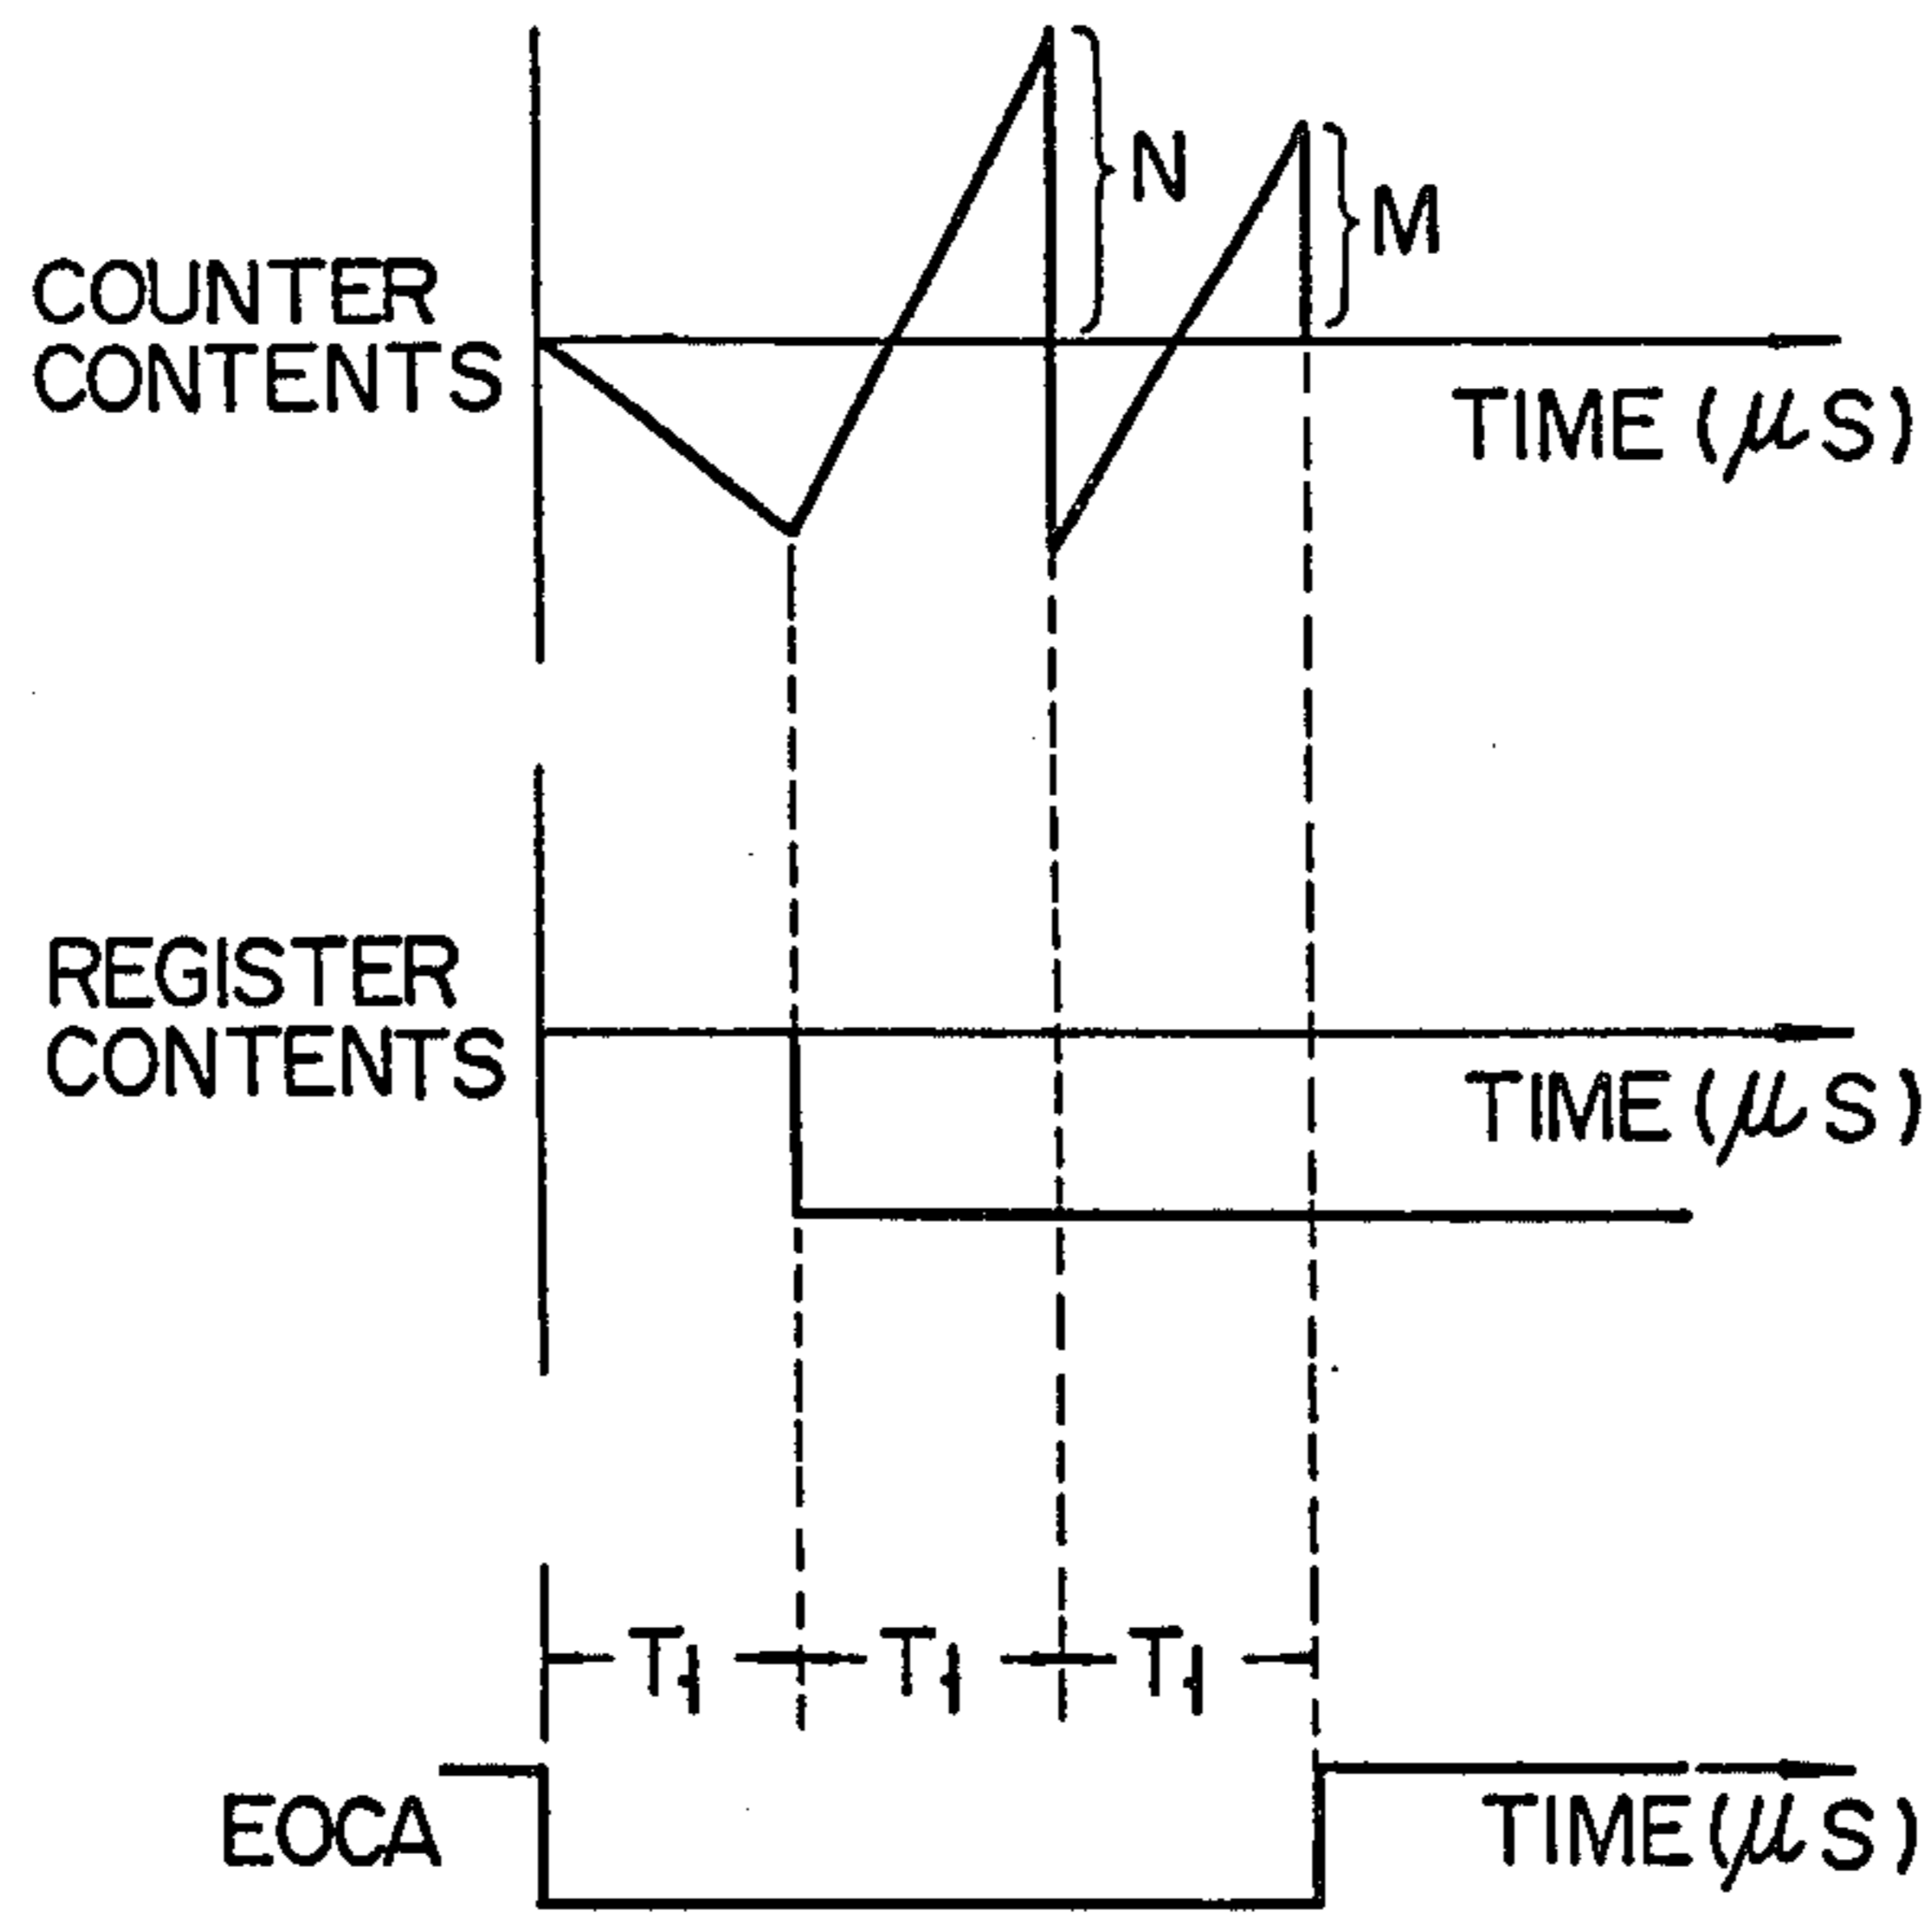 N
M
COUNTER
CONTENTS
TIME (μS)
REGISTER
CONTENTS
TIME (μS)
T1 T1 T1
EOCA
TIME (μS)